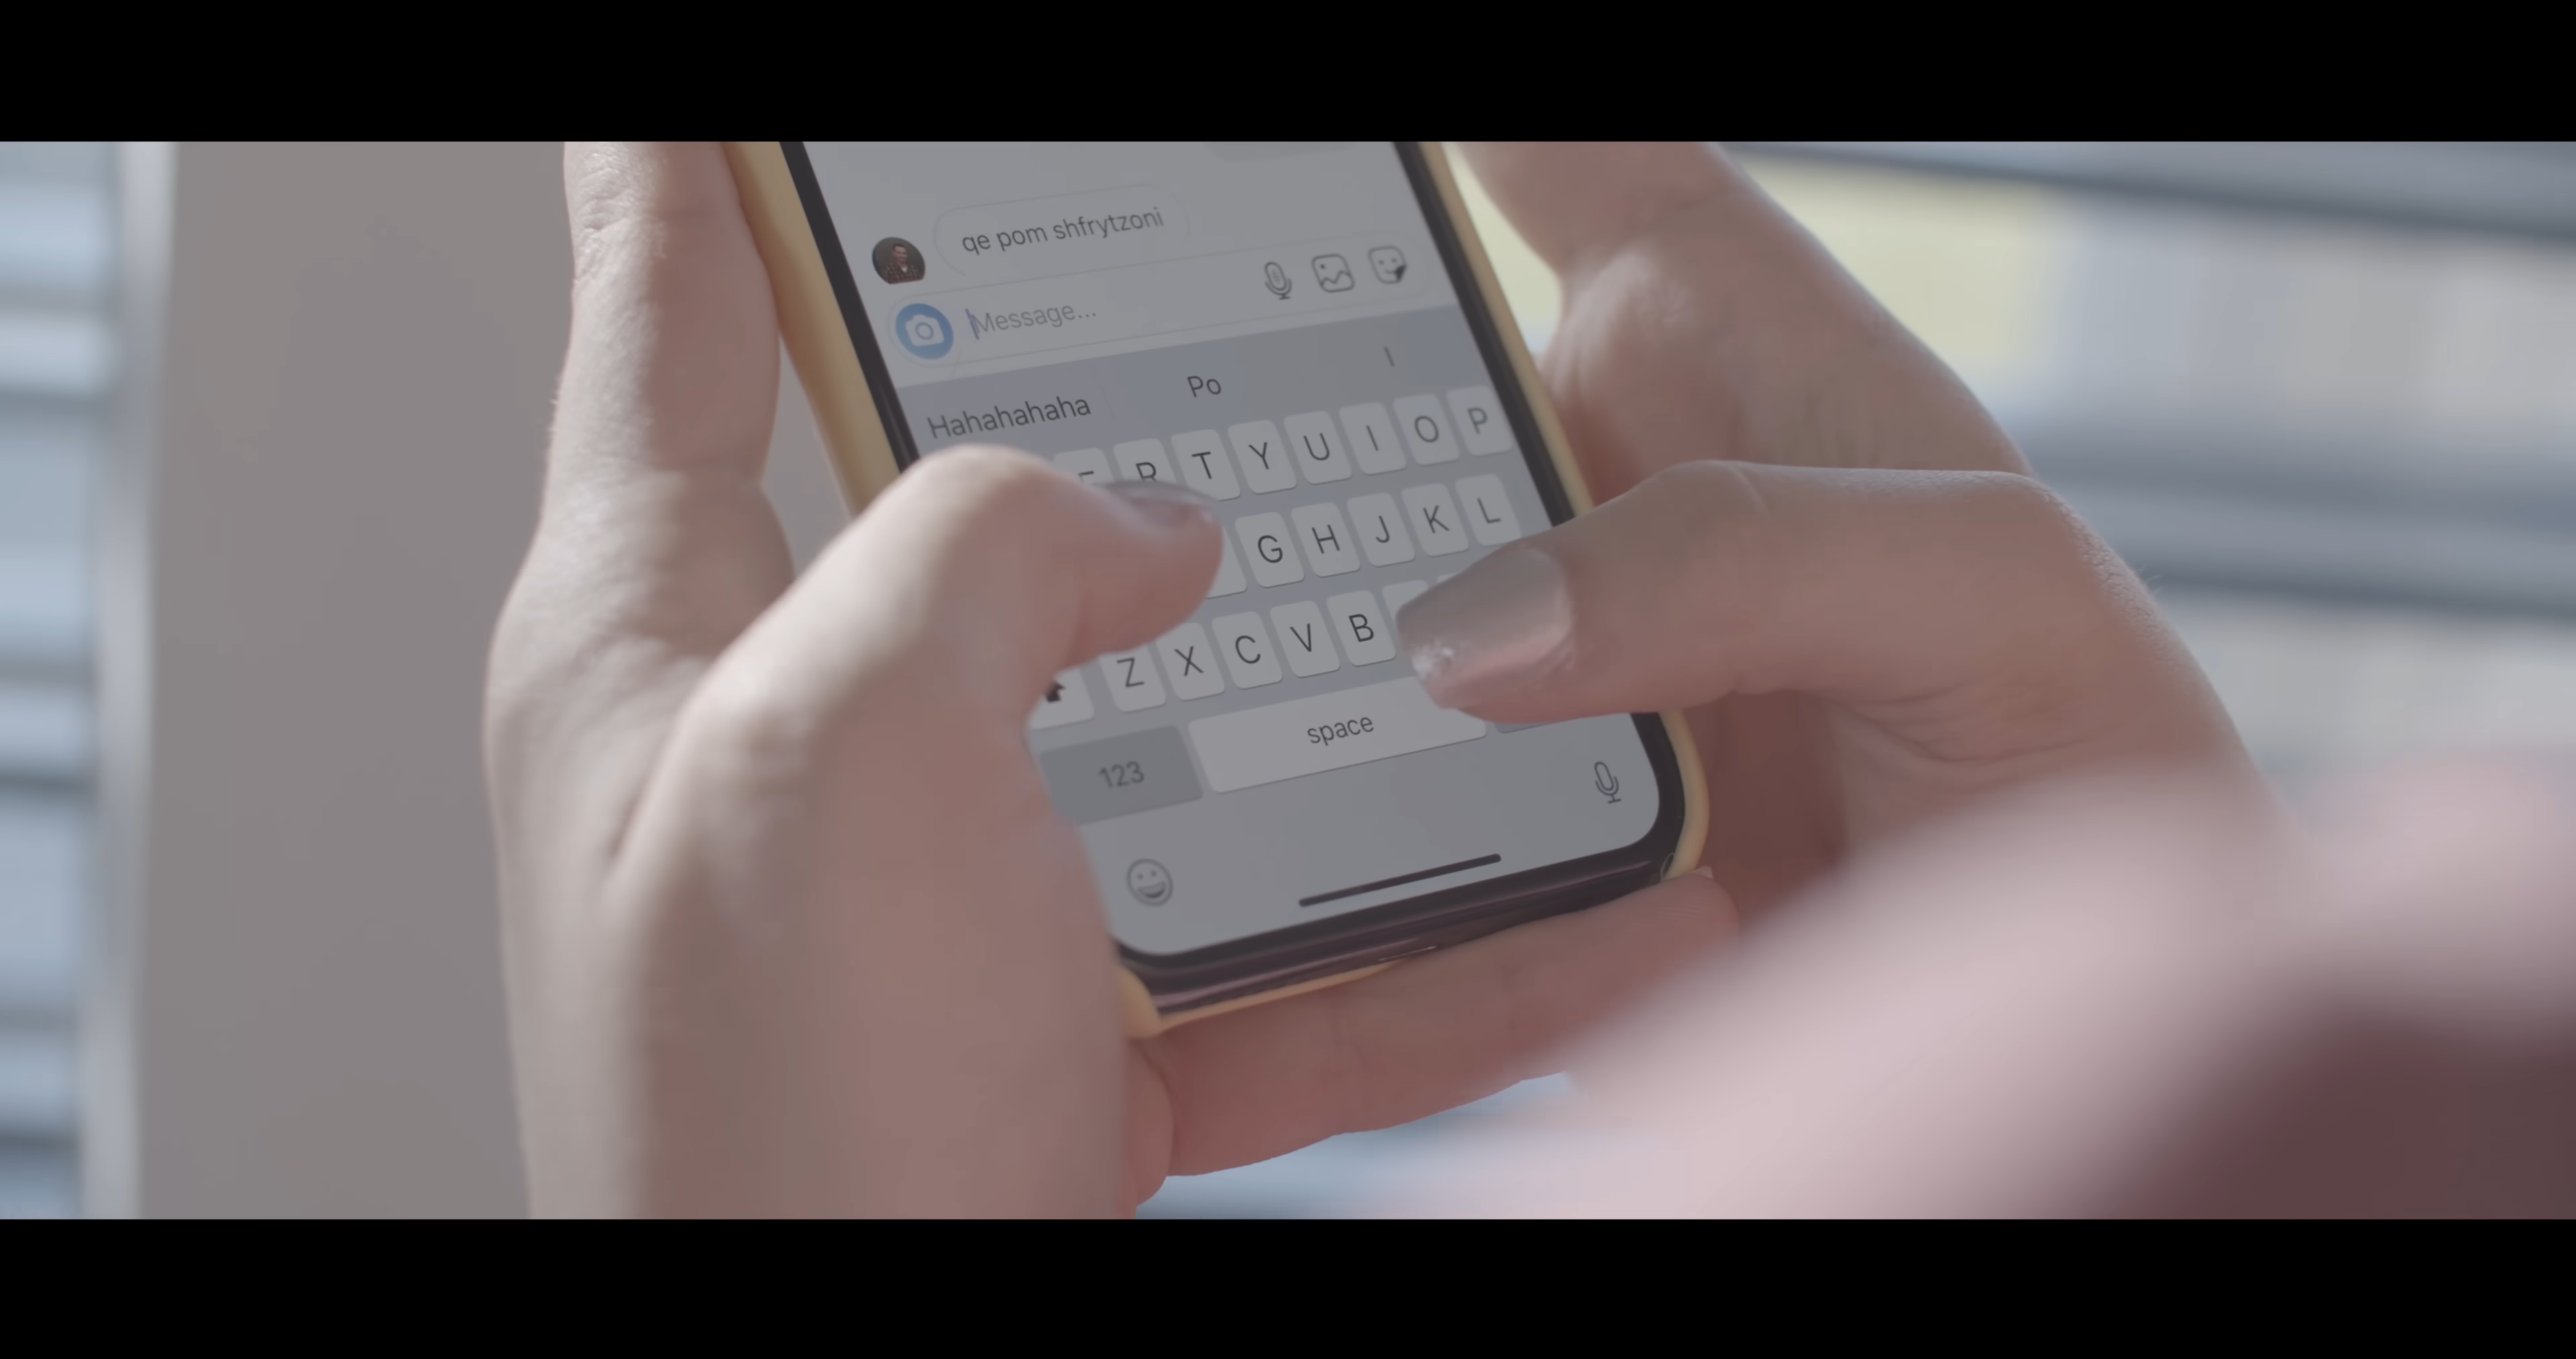 qe pom shfrytzoni
Message...
Hahahahaha Po I
R T Y U I O P
G H J K L
Z X C V B
123 space